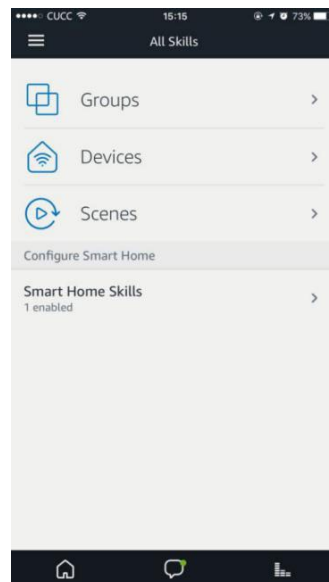 CUCC 15:15 73%
All Skills
Groups
Devices
Scenes
Configure Smart Home
Smart Home Skills
1 enabled